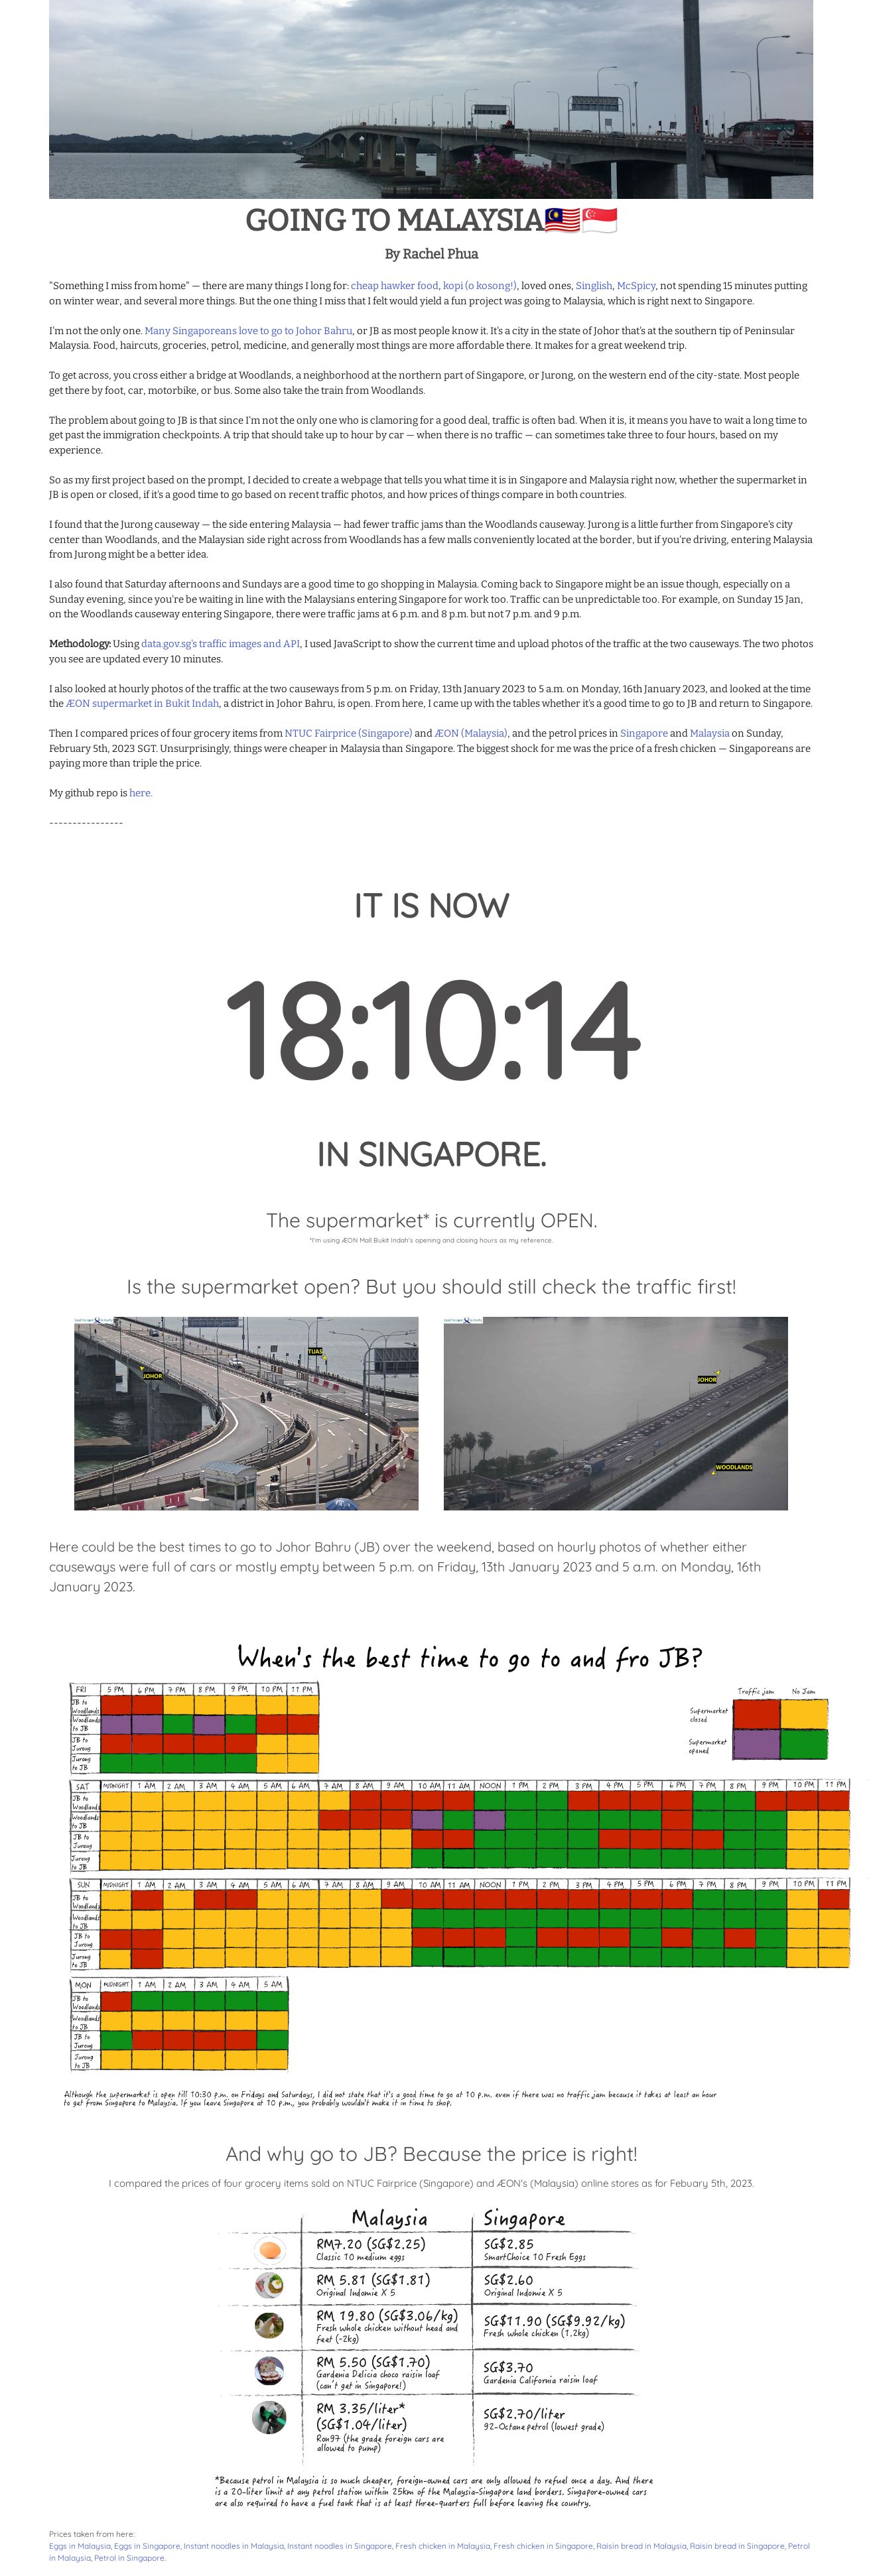 GOING TO MALAYSIA🇲🇾🇸🇬
By Rachel Phua
"Something I miss from home" — there are many things I long for: cheap hawker food, kopi (o kosong!), loved ones, Singlish, McSpicy, not spending 15 minutes putting
on winter wear, and several more things. But the one thing I miss that I felt would yield a fun project was going to Malaysia, which is right next to Singapore.
I'm not the only one. Many Singaporeans love to go to Johor Bahru, or JB as most people know it. It's a city in the state of Johor that's at the southern tip of Peninsular
Malaysia. Food, haircuts, groceries, petrol, medicine, and generally most things are more affordable there. It makes for a great weekend trip.
To get across, you cross either a bridge at Woodlands, a neighborhood at the northern part of Singapore, or Jurong, on the western end of the city-state. Most people
get there by foot, car, motorbike, or bus. Some also take the train from Woodlands.
The problem about going to JB is that since I'm not the only one who is clamoring for a good deal, traffic is often bad. When it is, it means you have to wait a long time to
get past the immigration checkpoints. A trip that should take up to hour by car — when there is no traffic — can sometimes take three to four hours, based on my
experience.
So as my first project based on the prompt, I decided to create a webpage that tells you what time it is in Singapore and Malaysia right now, whether the supermarket in
JB is open or closed, if it's a good time to go based on recent traffic photos, and how prices of things compare in both countries.
I found that the Jurong causeway — the side entering Malaysia — had fewer traffic jams than the Woodlands causeway. Jurong is a little further from Singapore's city
center than Woodlands, and the Malaysian side right across from Woodlands has a few malls conveniently located at the border, but if you're driving, entering Malaysia
from Jurong might be a better idea.
I also found that Saturday afternoons and Sundays are a good time to go shopping in Malaysia. Coming back to Singapore might be an issue though, especially on a
Sunday evening, since you're be waiting in line with the Malaysians entering Singapore for work too. Traffic can be unpredictable too. For example, on Sunday 15 Jan,
on the Woodlands causeway entering Singapore, there were traffic jams at 6 p.m. and 8 p.m. but not 7 p.m. and 9 p.m.
Methodology: Using data.gov.sg's traffic images and API, I used JavaScript to show the current time and upload photos of the traffic at the two causeways. The two photos
you see are updated every 10 minutes.
I also looked at hourly photos of the traffic at the two causeways from 5 p.m. on Friday, 13th January 2023 to 5 a.m. on Monday, 16th January 2023, and looked at the time
the ÆON supermarket in Bukit Indah, a district in Johor Bahru, is open. From here, I came up with the tables whether it's a good time to go to JB and return to Singapore.
Then I compared prices of four grocery items from NTUC Fairprice (Singapore) and ÆON (Malaysia), and the petrol prices in Singapore and Malaysia on Sunday,
February 5th, 2023 SGT. Unsurprisingly, things were cheaper in Malaysia than Singapore. The biggest shock for me was the price of a fresh chicken — Singaporeans are
paying more than triple the price.
My github repo is here.
----------------
IT IS NOW
18:10:14
IN SINGAPORE.
The supermarket* is currently OPEN.
*I'm using ÆON Mall Bukit Indah's opening and closing hours as my reference.
Is the supermarket open? But you should still check the traffic first!
JOHOR TUAS
JOHOR
WOODLANDS
Here could be the best times to go to Johor Bahru (JB) over the weekend, based on hourly photos of whether either
causeways were full of cars or mostly empty between 5 p.m. on Friday, 13th January 2023 and 5 a.m. on Monday, 16th
January 2023.
When's the best time to go to and fro JB?
Traffic jam No Jam
Supermarket
closed
Supermarket
opened
FRI 5 PM 6 PM 7 PM 8 PM 9 PM 10 PM 11 PM
JB to
Woodlands
Woodlands
to JB
JB to
Jurong
Jurong
to JB
SAT MIDNIGHT 1 AM 2 AM 3 AM 4 AM 5 AM 6 AM 7 AM 8 AM 9 AM 10 AM 11 AM NOON 1 PM 2 PM 3 PM 4 PM 5 PM 6 PM 7 PM 8 PM 9 PM 10 PM 11 PM
JB to
Woodlands
Woodlands
to JB
JB to
Jurong
Jurong
to JB
SUN MIDNIGHT 1 AM 2 AM 3 AM 4 AM 5 AM 6 AM 7 AM 8 AM 9 AM 10 AM 11 AM NOON 1 PM 2 PM 3 PM 4 PM 5 PM 6 PM 7 PM 8 PM 9 PM 10 PM 11 PM
JB to
Woodlands
Woodlands
to JB
JB to
Jurong
Jurong
to JB
MON MIDNIGHT 1 AM 2 AM 3 AM 4 AM 5 AM
JB to
Woodlands
Woodlands
to JB
JB to
Jurong
Jurong
to JB
Although the supermarket is open till 10:30 p.m. on Fridays and Saturdays, I did not state that it's a good time to go at 10 p.m. even if there was no traffic jam because it takes at least an hour
to get from Singapore to Malaysia. If you leave Singapore at 10 p.m., you probably wouldn't make it in time to shop.
And why go to JB? Because the price is right!
I compared the prices of four grocery items sold on NTUC Fairprice (Singapore) and ÆON's (Malaysia) online stores as for Febuary 5th, 2023.
Malaysia Singapore
RM7.20 (SG$2.25) SG$2.85
Classic 10 medium eggs SmartChoice 10 Fresh Eggs
RM 5.81 (SG$1.81) SG$2.60
Original Indomie X 5 Original Indomie X 5
RM 19.80 (SG$3.06/kg) SG$11.90 (SG$9.92/kg)
Fresh whole chicken without head and Fresh whole chicken (1.2kg)
feet (~2kg)
RM 5.50 (SG$1.70) SG$3.70
Gardenia Delicia choco raisin loaf Gardenia California raisin loaf
(can't get in Singapore!)
RM 3.35/liter* SG$2.70/liter
(SG$1.04/liter) 92-Octane petrol (lowest grade)
Ron97 (the grade foreign cars are
allowed to pump)
*Because petrol in Malaysia is so much cheaper, foreign-owned cars are only allowed to refuel once a day. And there
is a 20-liter limit at any petrol station within 25km of the Malaysia-Singapore land borders. Singapore-owned cars
are also required to have a fuel tank that is at least three-quarters full before leaving the country.
Prices taken from here:
Eggs in Malaysia, Eggs in Singapore, Instant noodles in Malaysia, Instant noodles in Singapore, Fresh chicken in Malaysia, Fresh chicken in Singapore, Raisin bread in Malaysia, Raisin bread in Singapore, Petrol
in Malaysia, Petrol in Singapore.